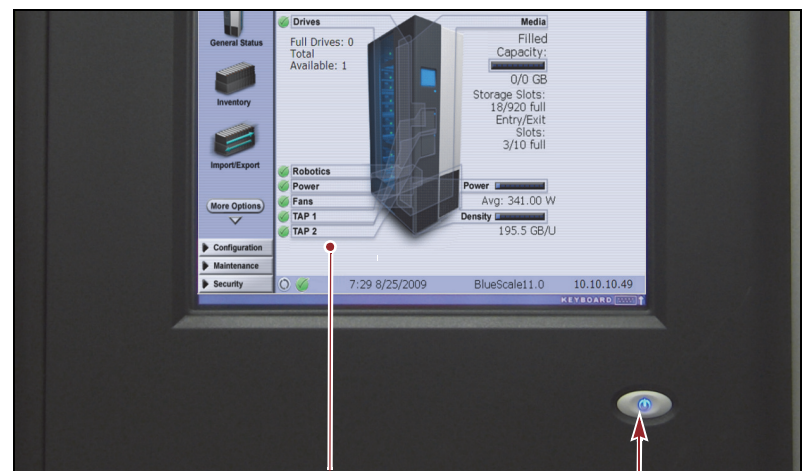 General Status
Inventory
Import/Export
More Options
Configuration
Maintenance
Security
Drives
Full Drives: 0
Total
Available: 1
Media
Filled
Capacity:
0/0 GB
Storage Slots:
18/920 full
Entry/Exit
Slots:
3/10 full
Robotics
Power
Fans
TAP 1
TAP 2
Power
Avg: 341.00 W
Density
195.5 GB/U
7:29 8/25/2009
BlueScale11.0
10.10.10.49
KEYBOARD